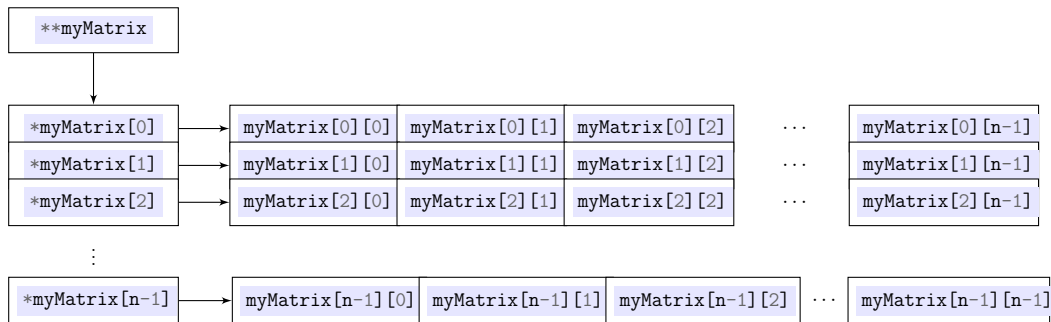 **myMatrix
*myMatrix[0] myMatrix[0][0] myMatrix[0][1] myMatrix[0][2] ... myMatrix[0][n-1]
*myMatrix[1] myMatrix[1][0] myMatrix[1][1] myMatrix[1][2] ... myMatrix[1][n-1]
*myMatrix[2] myMatrix[2][0] myMatrix[2][1] myMatrix[2][2] ... myMatrix[2][n-1]
⋮
*myMatrix[n-1] myMatrix[n-1][0] myMatrix[n-1][1] myMatrix[n-1][2] ... myMatrix[n-1][n-1]